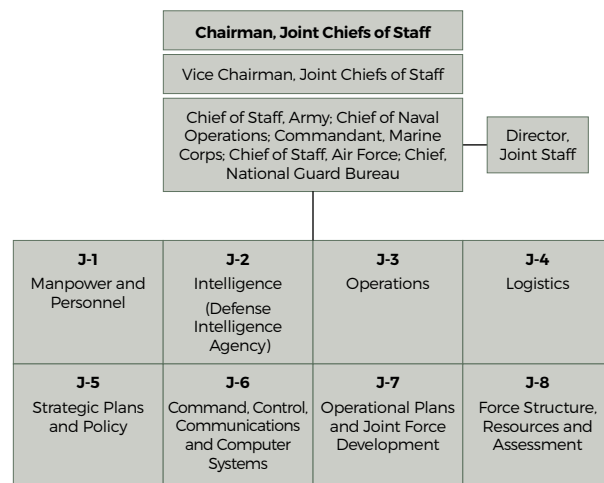 Chairman, Joint Chiefs of Staff
Vice Chairman, Joint Chiefs of Staff
Chief of Staff, Army; Chief of Naval
Operations; Commandant, Marine
Corps; Chief of Staff, Air Force; Chief,
National Guard Bureau
Director,
Joint Staff
J-1
Manpower and
Personnel
J-2
Intelligence
(Defense
Intelligence
Agency)
J-3
Operations
J-4
Logistics
J-5
Strategic Plans
and Policy
J-6
Command, Control,
Communications
and Computer
Systems
J-7
Operational Plans
and Joint Force
Development
J-8
Force Structure,
Resources and
Assessment